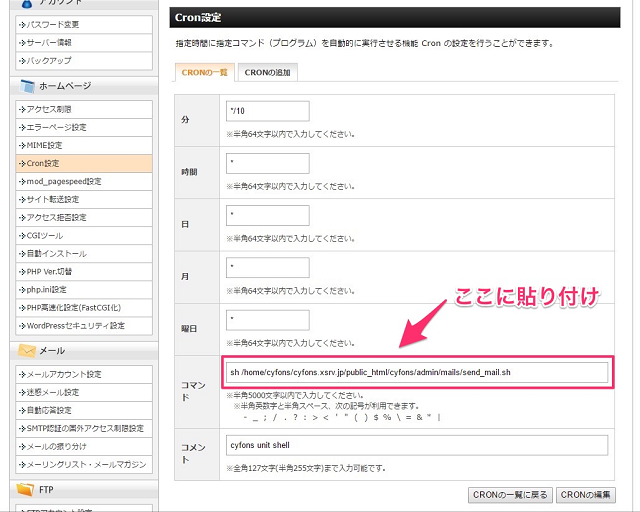 アカウント
パスワード変更
サーバー情報
バックアップ
ホームページ
アクセス制限
エラーページ設定
MIME設定
Cron設定
mod_pagespeed設定
サイト転送設定
アクセス拒否設定
CGIツール
自動インストール
PHP Ver.切替
php.ini設定
PHP高速化設定(FastCGI化)
WordPressセキュリティ設定
メール
メールアカウント設定
迷惑メール設定
自動応答設定
SMTP認証の国外アクセス制限設定
メールの振り分け
メーリングリスト・メールマガジン
FTP
FTPアカウント設定
Cron設定
指定時間に指定コマンド（プログラム）を自動的に実行させる機能 Cron の設定を行うことができます。
CRONの一覧
CRONの追加
分
*/10
※半角64文字以内で入力してください。
時間
*
※半角64文字以内で入力してください。
日
*
※半角64文字以内で入力してください。
月
*
※半角64文字以内で入力してください。
曜日
*
※半角64文字以内で入力してください。
ここに貼り付け
コマンド
sh /home/cyfons/cyfons.xsrv.jp/public_html/cyfons/admin/mails/send_mail.sh
※半角5000文字以内で入力してください。
※半角英数字と半角スペース、次の記号が利用できます。
- _ ; / . ? : > < ' " ( ) $ % \ = & * |
コメント
cyfons unit shell
※全角127文字(半角255文字)まで入力可能です。
CRONの一覧に戻る
CRONの編集